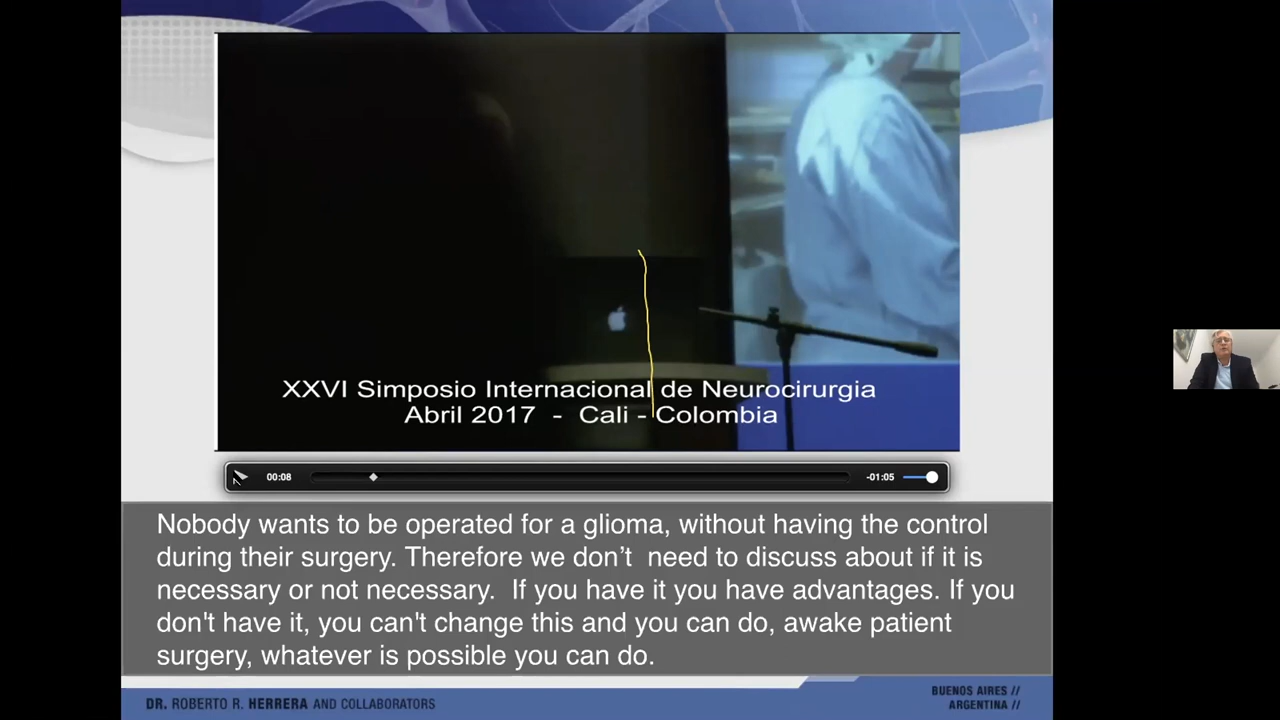 XXVI Simposio Internacional de Neurocirurgia
Abril 2017 - Cali - Colombia
00:08
-01:05
Nobody wants to be operated for a glioma, without having the control
during their surgery. Therefore we don’t need to discuss about if it is
necessary or not necessary. If you have it you have advantages. If you
don't have it, you can't change this and you can do, awake patient
surgery, whatever is possible you can do.
DR. ROBERTO R. HERRERA AND COLLABORATORS
BUENOS AIRES //
ARGENTINA //